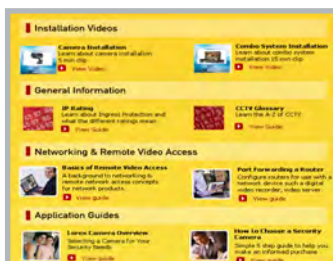 Installation Videos
Camera Installation
Learn about camera installation
5 min clip
View Video
Combo System Installation
Learn about combo system
installation 15 min clip
View Video
General Information
IP Rating
Learn about Ingress Protection and
what the different ratings mean
View Guide
CCTV Glossary
Learn the A-Z of CCTV
View Guide
Networking & Remote Video Access
Basics of Remote Video Access
A background to networking &
remote network access concepts
for network products.
View guide
Port Forwarding a Router
Configure routers for use with a
network device such a digital
video recorder, video server
View guide
Application Guides
Lorex Camera Overview
Selecting a Camera for Your
Security Needs
View Guide
How to Choose a Security
Camera
Simple 5 step guide to help you
make an informed purchase
View Guide